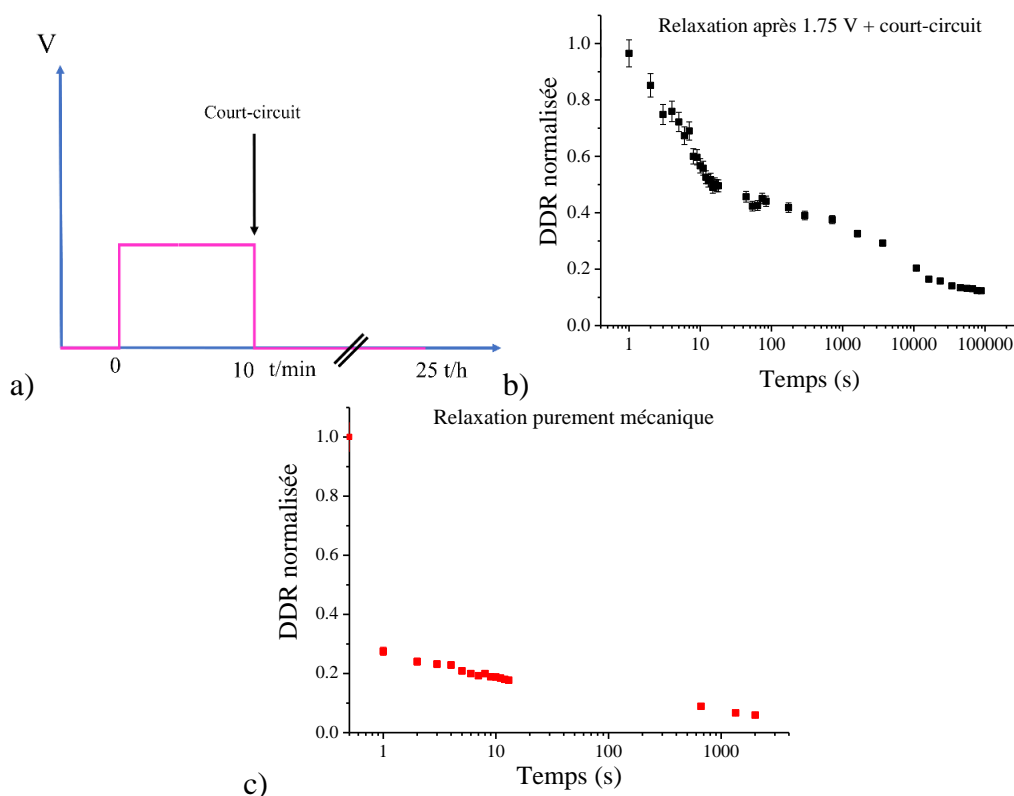 V
Court-circuit
0
10
t/min
25 t/h
a)
Relaxation après 1.75 V + court-circuit
DDR normalisée
1.0
0.8
0.6
0.4
0.2
0.0
1
10
100
1000
10000
100000
Temps (s)
b)
Relaxation purement mécanique
DDR normalisée
1.0
0.8
0.6
0.4
0.2
0.0
1
10
100
1000
Temps (s)
c)